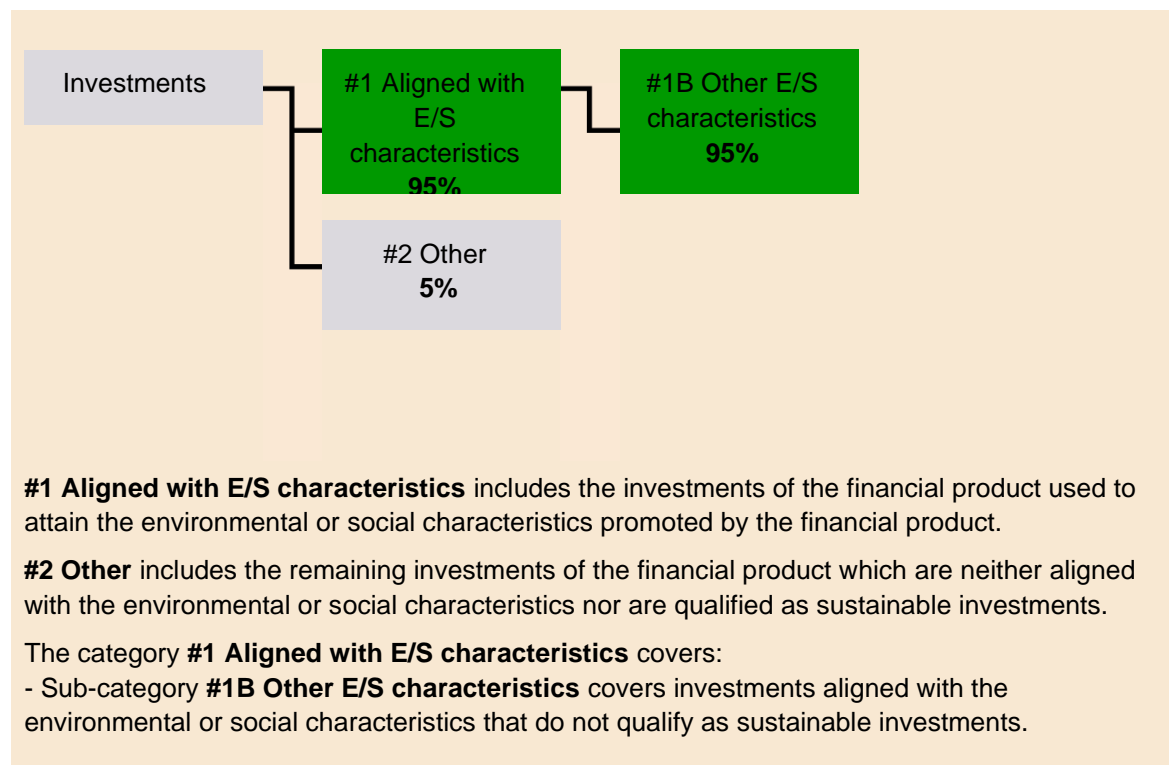 Investments
#1 Aligned with
E/S
characteristics
95%
#1B Other E/S
characteristics
95%
#2 Other
5%
#1 Aligned with E/S characteristics includes the investments of the financial product used to
attain the environmental or social characteristics promoted by the financial product.
#2 Other includes the remaining investments of the financial product which are neither aligned
with the environmental or social characteristics nor are qualified as sustainable investments.
The category #1 Aligned with E/S characteristics covers:
- Sub-category #1B Other E/S characteristics covers investments aligned with the
environmental or social characteristics that do not qualify as sustainable investments.